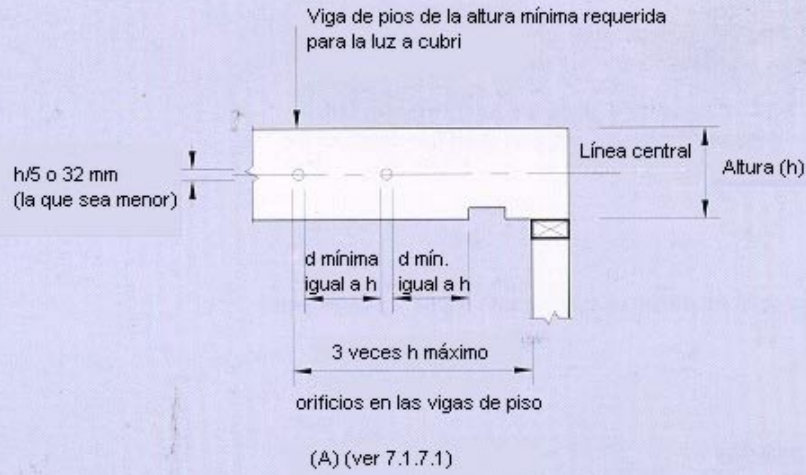 Viga de pios de la altura mínima requerida
para la luz a cubri
Línea central
Altura (h)
h/5 o 32 mm
(la que sea menor)
d mínima
igual a h
d mín.
igual a h
3 veces h máximo
orificios en las vigas de piso
(A) (ver 7.1.7.1)